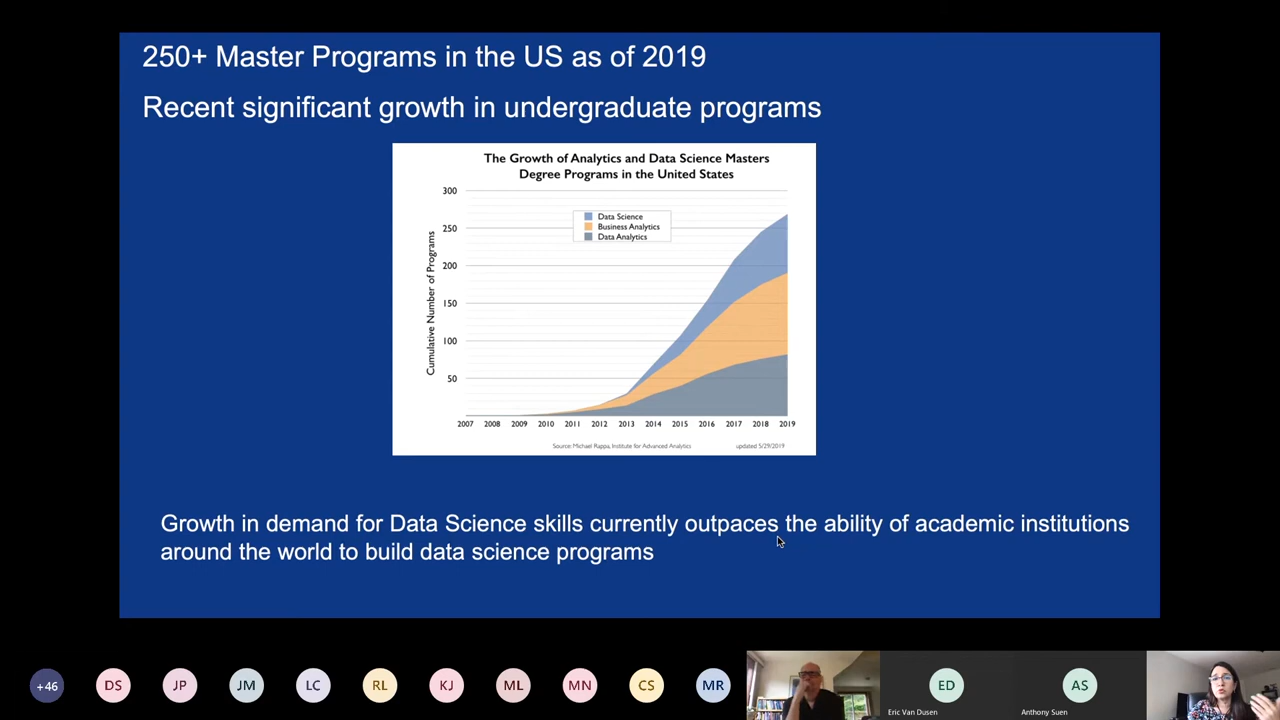 250+ Master Programs in the US as of 2019
Recent significant growth in undergraduate programs
The Growth of Analytics and Data Science Masters
Degree Programs in the United States
300
250
200
150
100
50
Cumulative Number of Programs
Data Science
Business Analytics
Data Analytics
2007 2008 2009 2010 2011 2012 2013 2014 2015 2016 2017 2018 2019
Source: Michael Rappa, Institute for Advanced Analytics
updated 5/29/2019
Growth in demand for Data Science skills currently outpaces the ability of academic institutions
around the world to build data science programs
+46 DS JP JM LC RL KJ ML MN CS MR ED AS
Eric Van Dusen
Anthony Suen